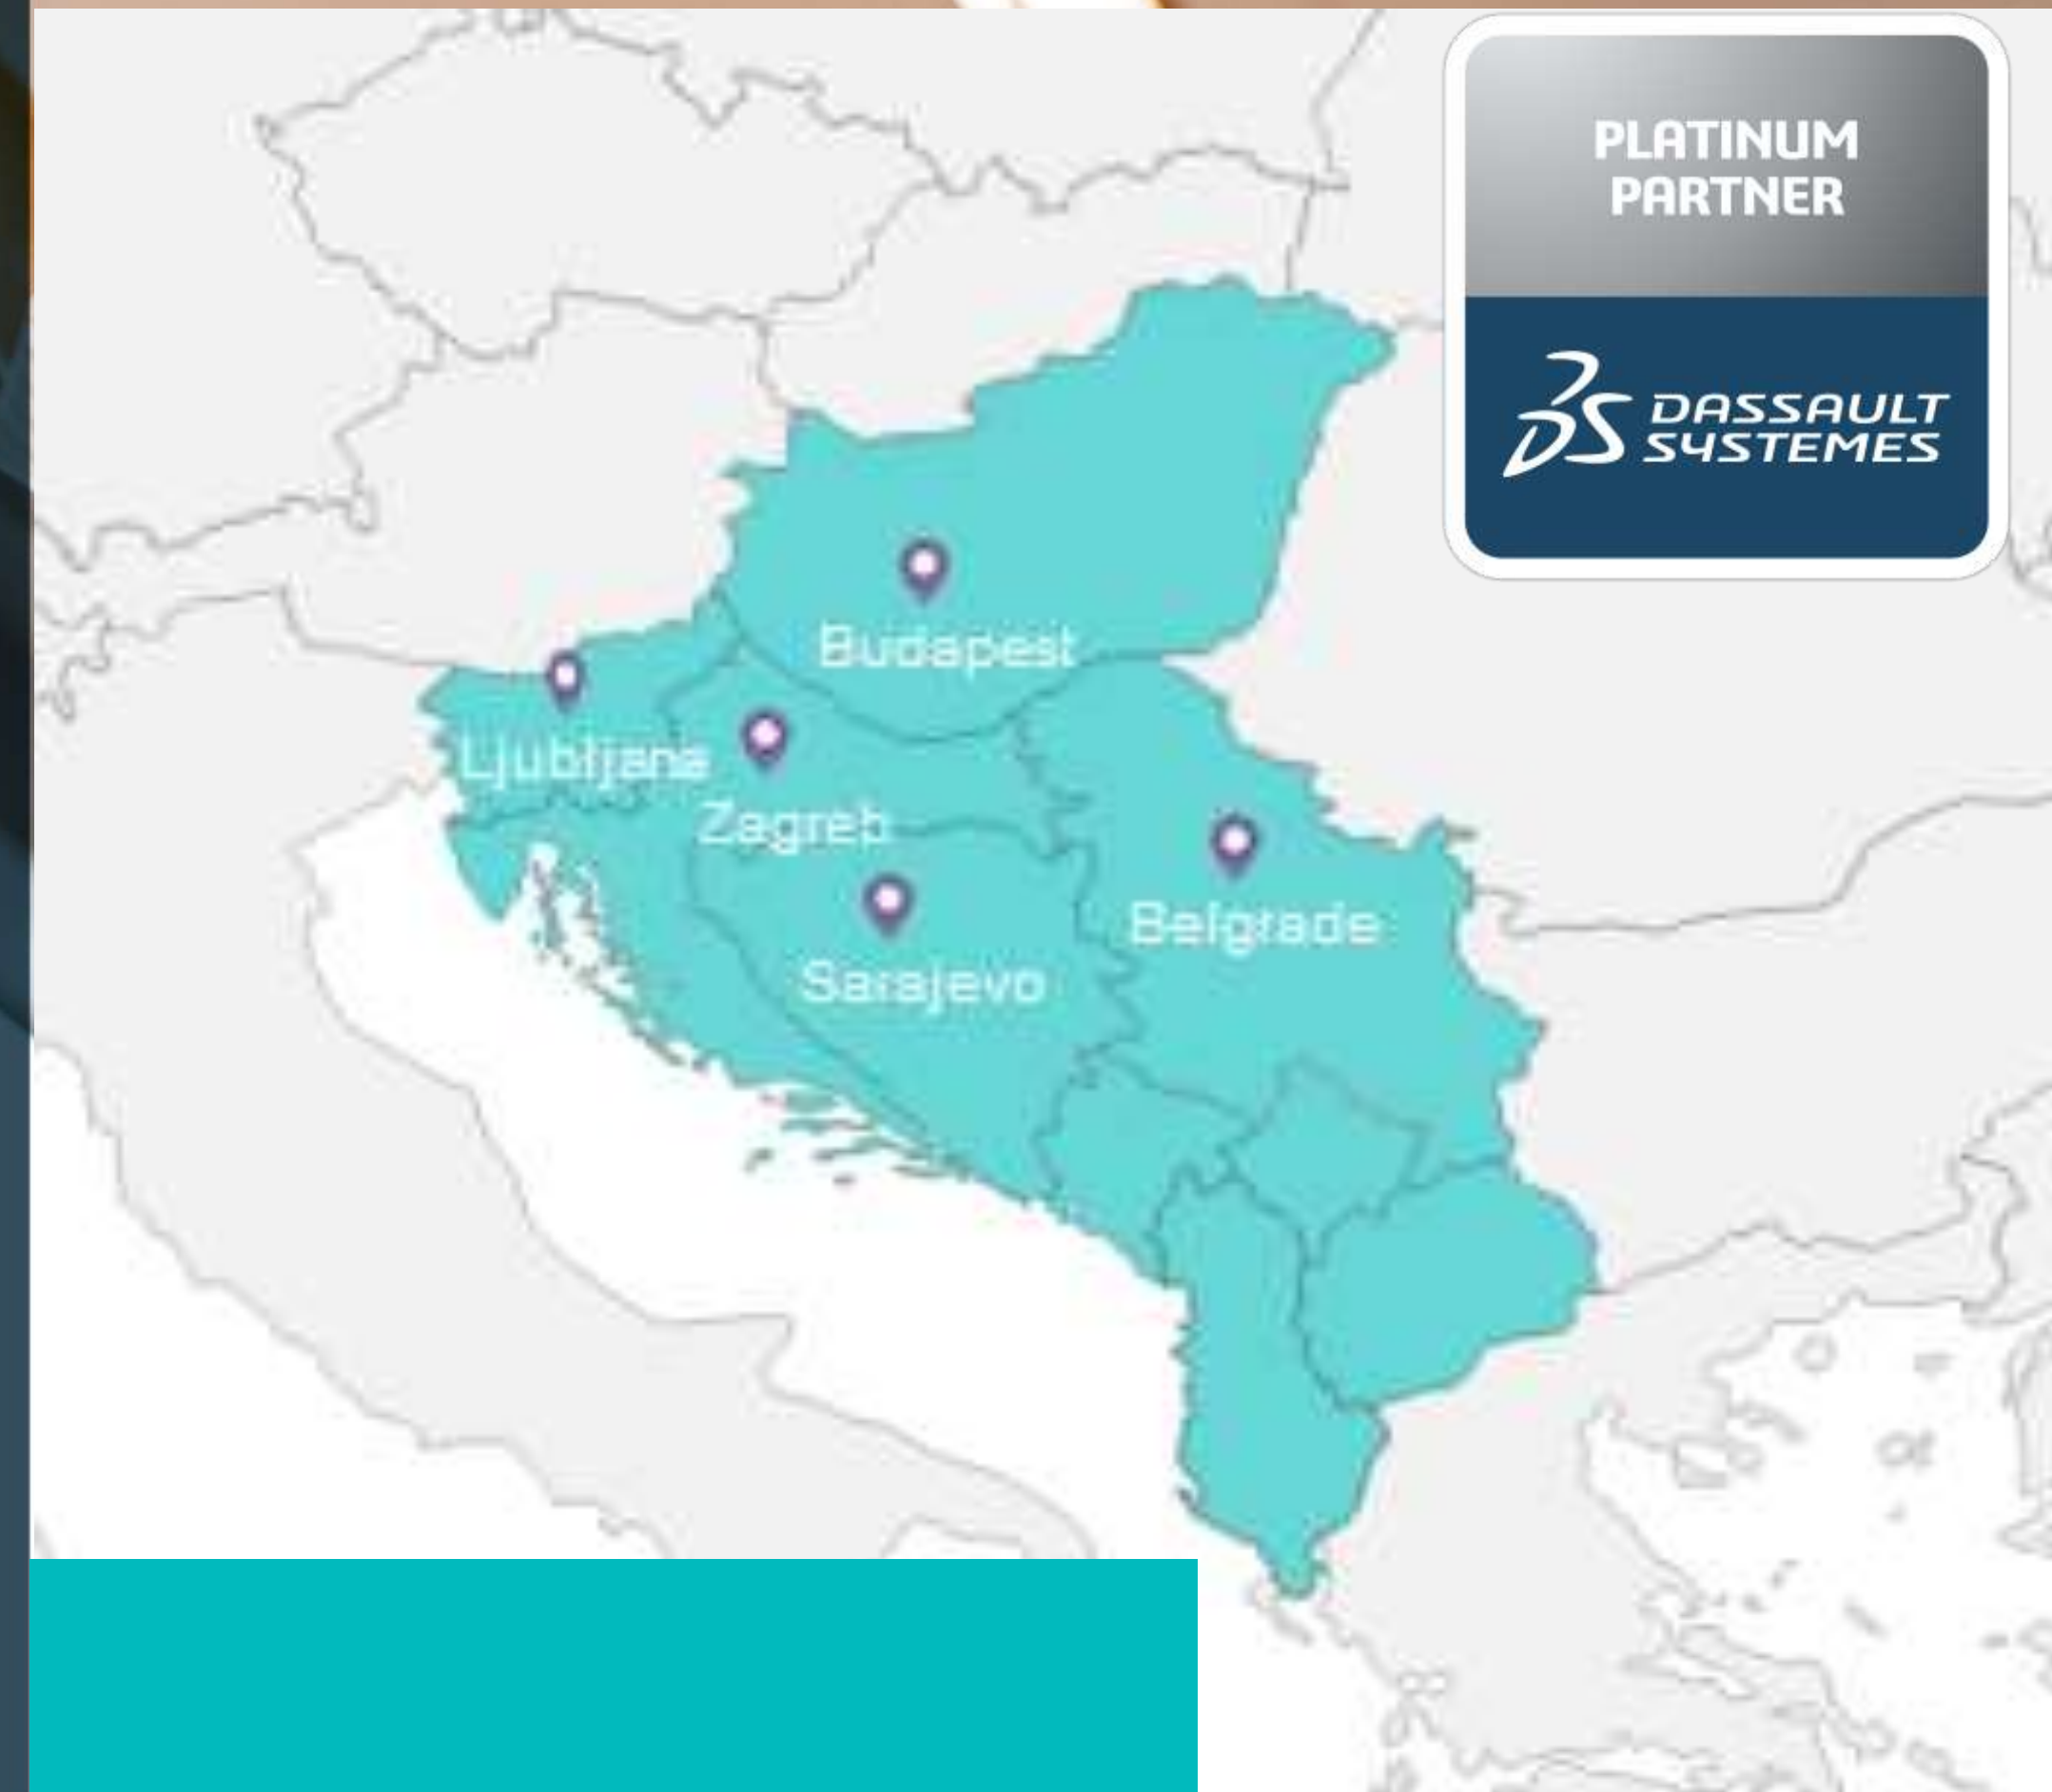 PLATINUM
PARTNER
DASSAULT
SYSTEMES
Budapest
Ljubljana
Zagreb
Belgrade
Sarajevo